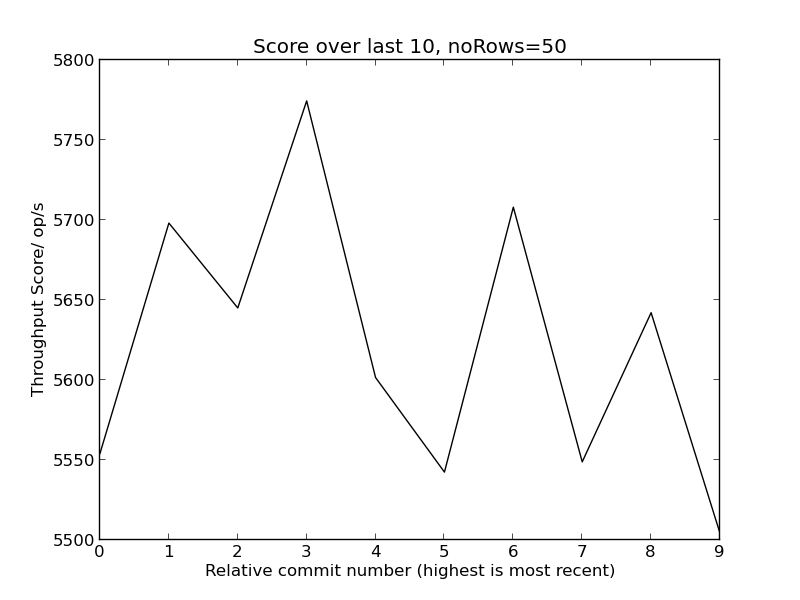 Score over last 10, noRows=50
5800
5750
5700
5650
5600
5550
5500
Throughput Score/ op/s
0 1 2 3 4 5 6 7 8 9
Relative commit number (highest is most recent)